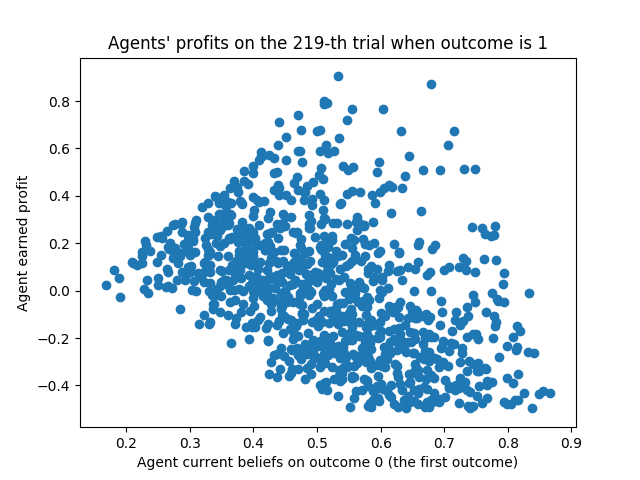 Agents' profits on the 219-th trial when outcome is 1
Agent earned profit
0.8
0.6
0.4
0.2
0.0
−0.2
−0.4
0.2 0.3 0.4 0.5 0.6 0.7 0.8 0.9
Agent current beliefs on outcome 0 (the first outcome)